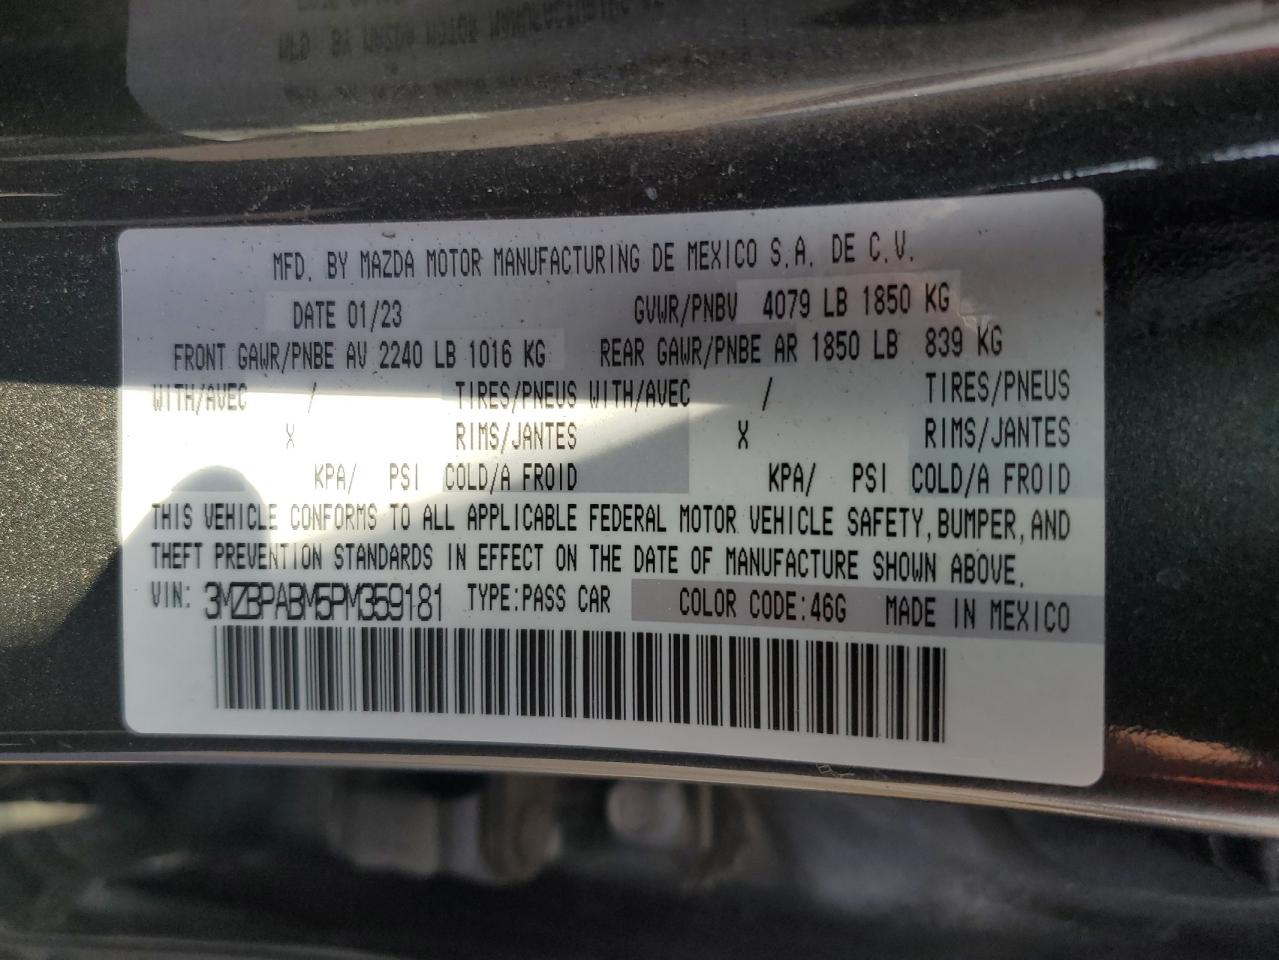 MFD. BY MAZDA MOTOR MANUFACTURING DE MEXICO S.A. DE C.V.
DATE 01/23 GVWR/PNBV 4079 LB 1850 KG
FRONT GAWR/PNBE AV 2240 LB 1016 KG REAR GAWR/PNBE AR 1850 LB 839 KG
WITH/AVEC / TIRES/PNEUS WITH/AVEC / TIRES/PNEUS
X RIMS/JANTES X RIMS/JANTES
KPA/ PSI COLD/A FROID KPA/ PSI COLD/A FROID
THIS VEHICLE CONFORMS TO ALL APPLICABLE FEDERAL MOTOR VEHICLE SAFETY, BUMPER, AND
THEFT PREVENTION STANDARDS IN EFFECT ON THE DATE OF MANUFACTURE SHOWN ABOVE.
VIN: 3MZBPABM5PM359181 TYPE:PASS CAR COLOR CODE:46G MADE IN MEXICO